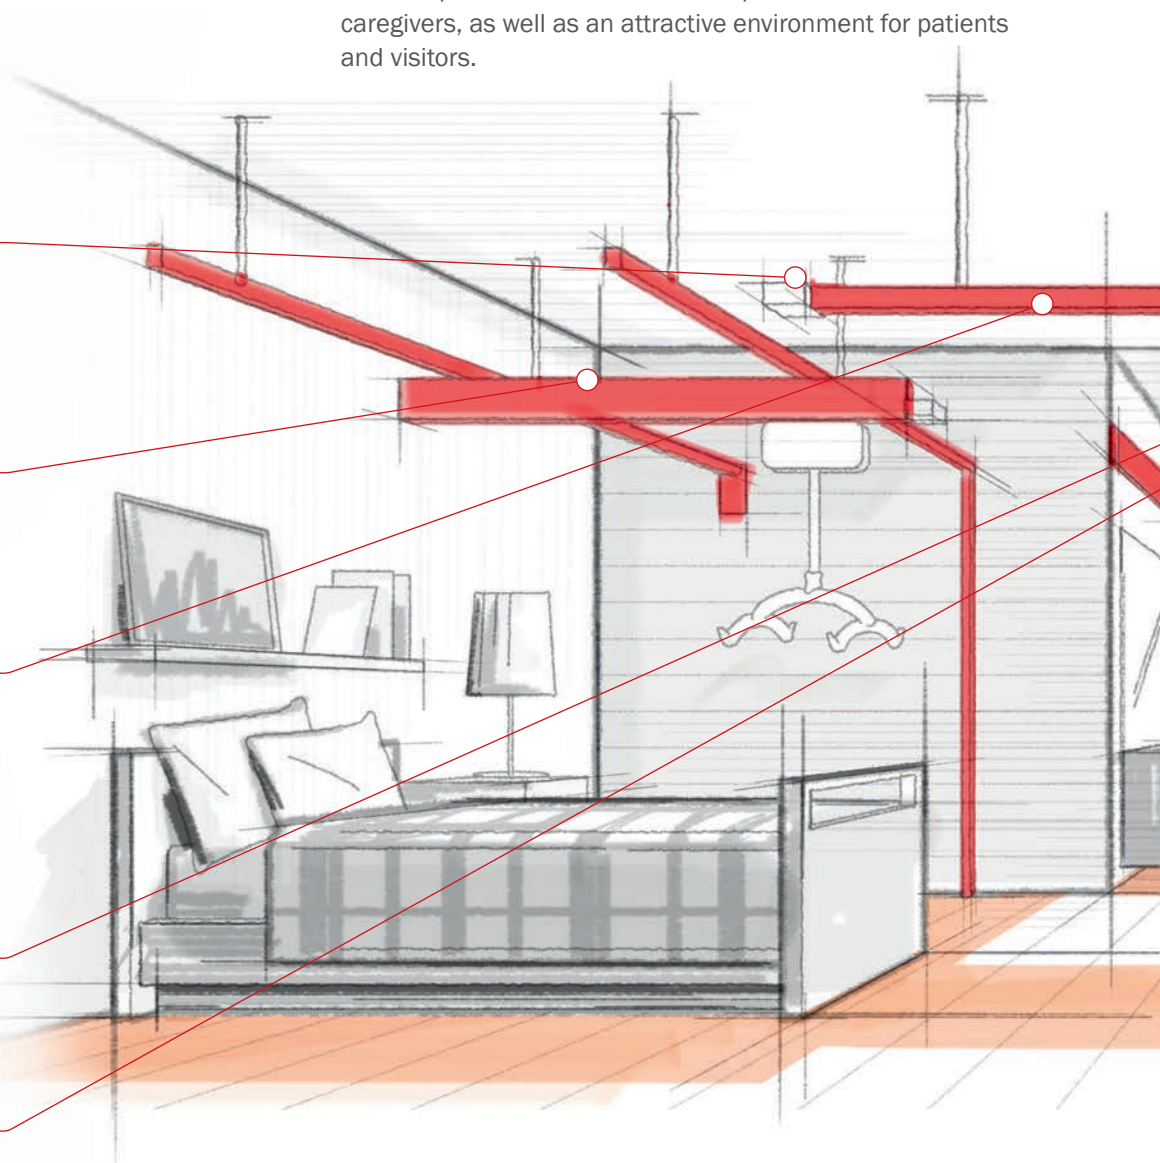 caregivers, as well as an attractive environment for patients
and visitors.